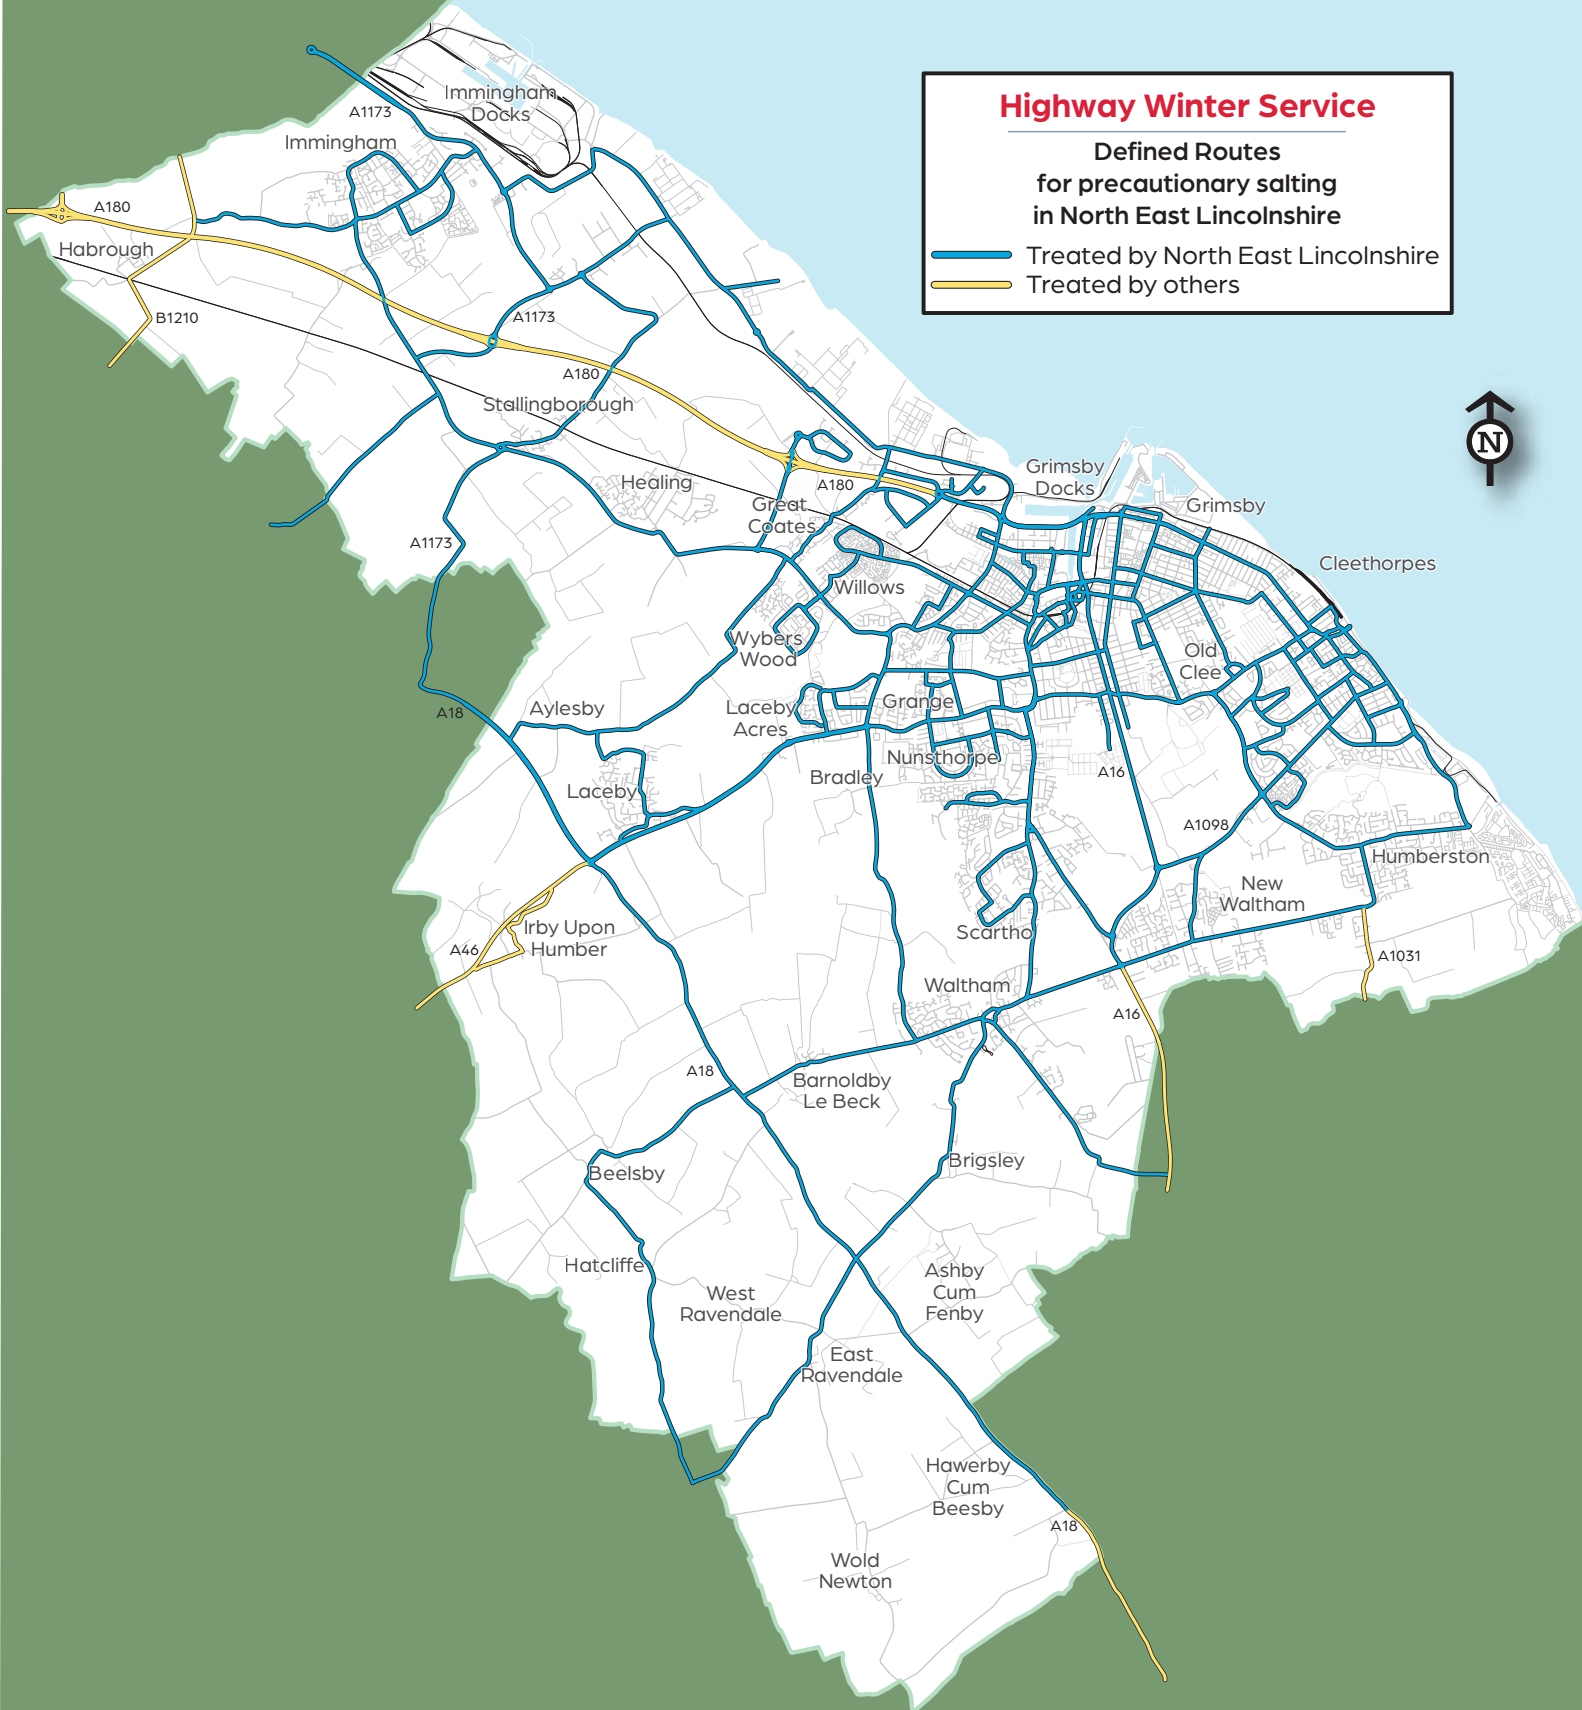 Highway Winter Service
Defined Routes
for precautionary salting
in North East Lincolnshire
Treated by North East Lincolnshire
Treated by others
Immingham
Docks
A1173
Immingham
A180
Habrough
B1210
A1173
A180
Stallingborough
Healing
A180
Great
Coates
Grimsby
Docks
Grimsby
N
A1173
Cleethorpes
Willows
Wybers
Wood
Old
Clee
A18
Aylesby
Laceby
Acres
Grange
Nunsthorpe
Bradley
A16
Laceby
A1098
Humberston
New
Waltham
Irby Upon
Humber
A46
Scartho
A1031
Waltham
A16
A18
Barnoldby
Le Beck
Brigsley
Beelsby
Hatcliffe
West
Ravendale
Ashby
Cum
Fenby
East
Ravendale
Hawerby
Cum
Beesby
A18
Wold
Newton